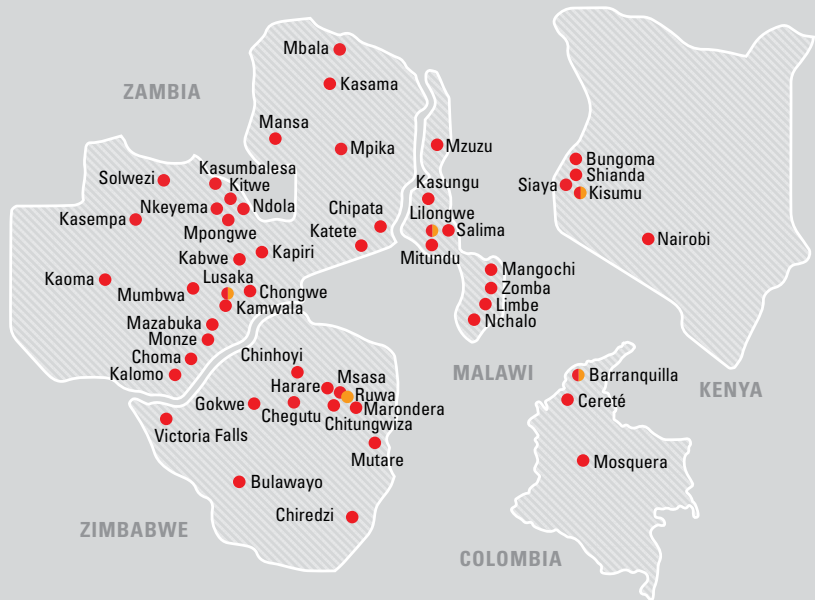 Mbala
ZAMBIA
Kasama
Mansa
Mpika
Mzuzu
Solwezi
Kasumbalesa
Kitwe
Kasungu
Bungoma
Shianda
Siaya
Kisumu
Nkeyema
Ndola
Chipata
Lilongwe
Kasempa
Mpongwe
Katete
Salima
Mitundu
Nairobi
Kabwe
Kapiri
Kaoma
Lusaka
Mangochi
Mumbwa
Chongwe
Zomba
Kamwala
Limbe
Mazabuka
Nchalo
Monze
Choma
Chinhoyi
MALAWI
Barranquilla
Kalomo
Msasa
KENYA
Harare
Ruwa
Cereté
Gokwe
Chegutu
Marondera
Chitungwiza
Victoria Falls
Mutare
Mosquera
Bulawayo
Chiredzi
ZIMBABWE
COLOMBIA